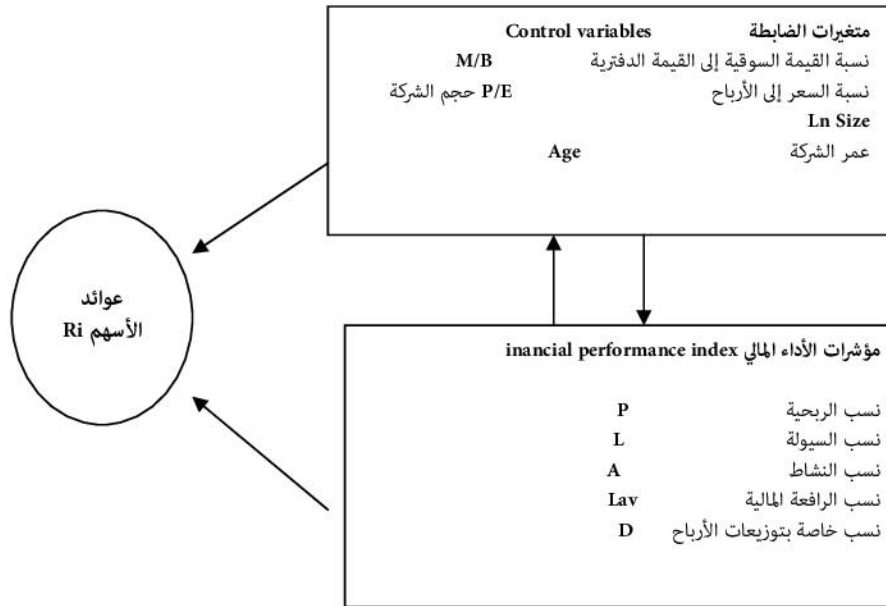 متغيرات الضابطة Control variables
نسبة القيمة السوقية إلى القيمة الدفترية M/B
نسبة السعر إلى الأرباح P/E حجم الشركة
Ln Size
عمر الشركة Age
عوائد
الأسهم Ri
مؤشرات الأداء المالي inancial performance index
نسب الربحية P
نسب السيولة L
نسب النشاط A
نسب الرافعة المالية Lav
نسب خاصة بتوزيعات الأرباح D